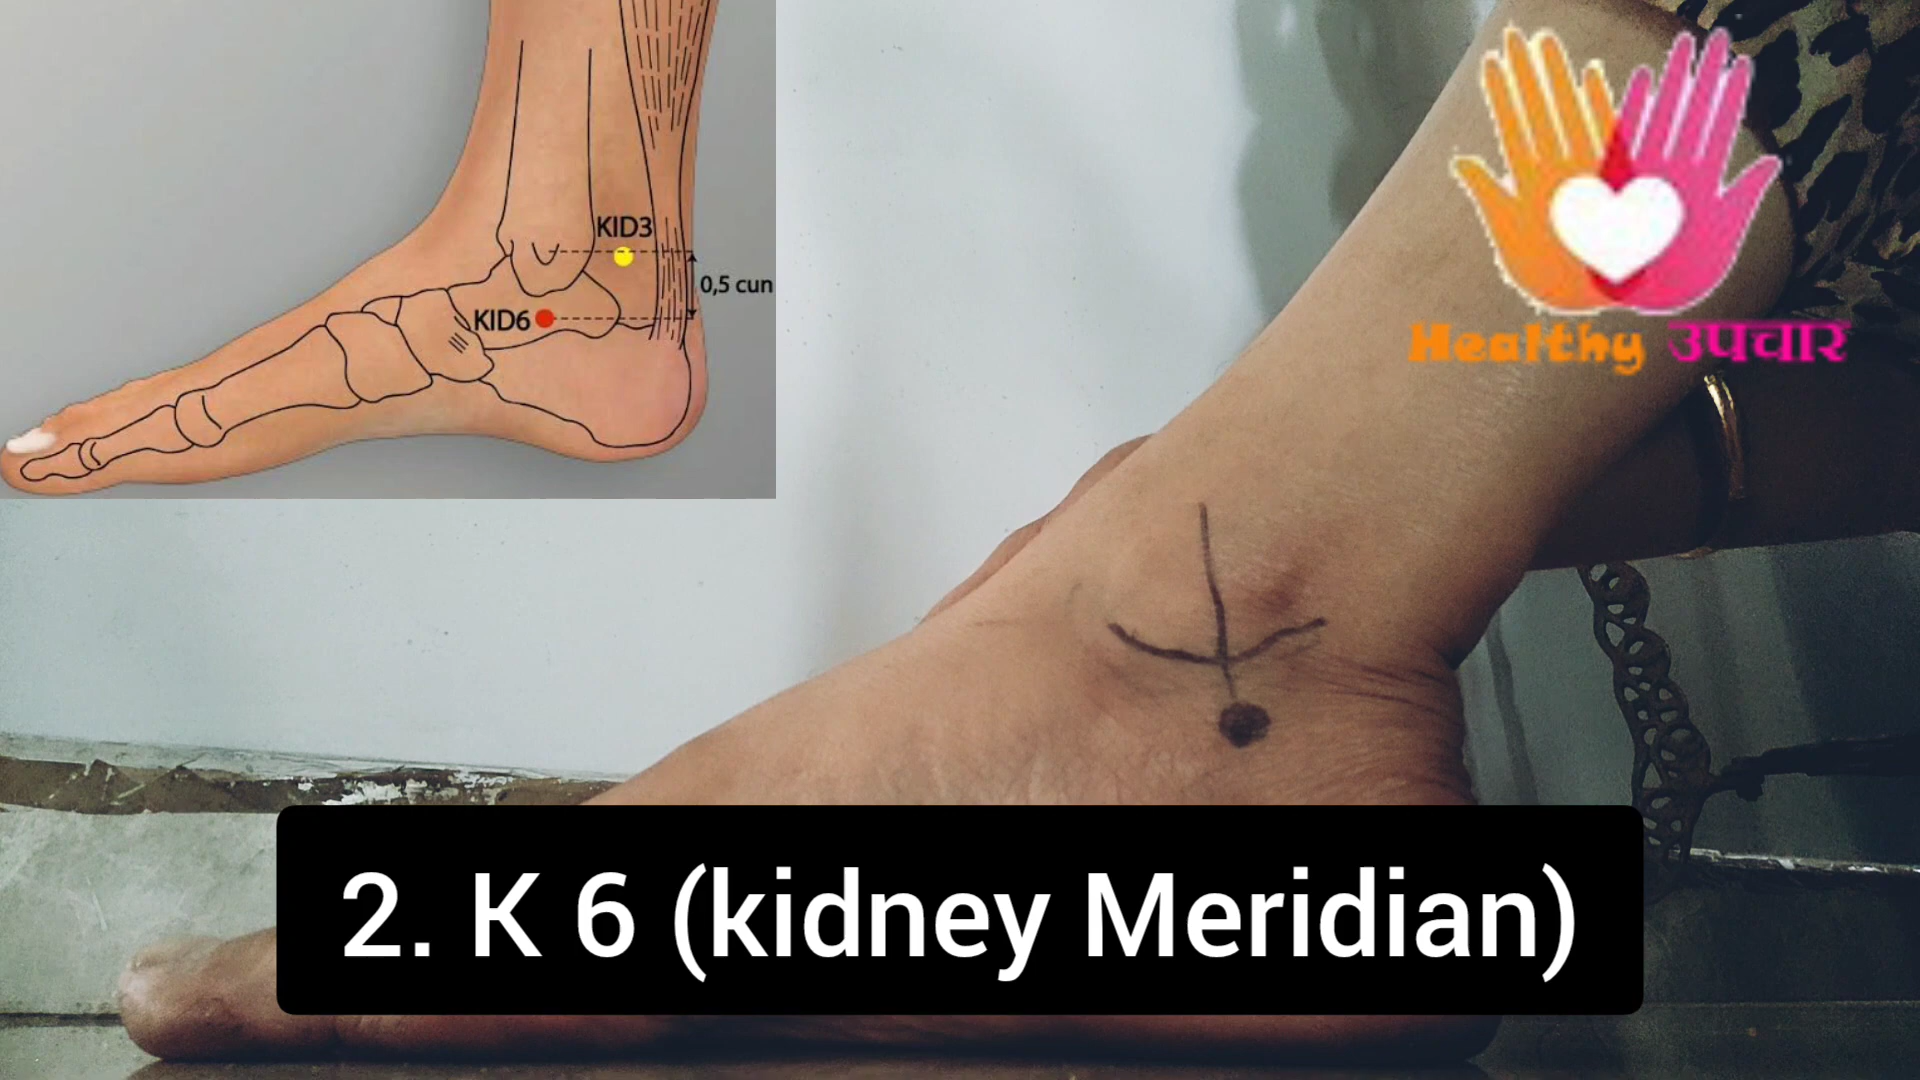 KID3
0,5 cun
KID6
Healthy उपचार
2. K 6 (kidney Meridian)